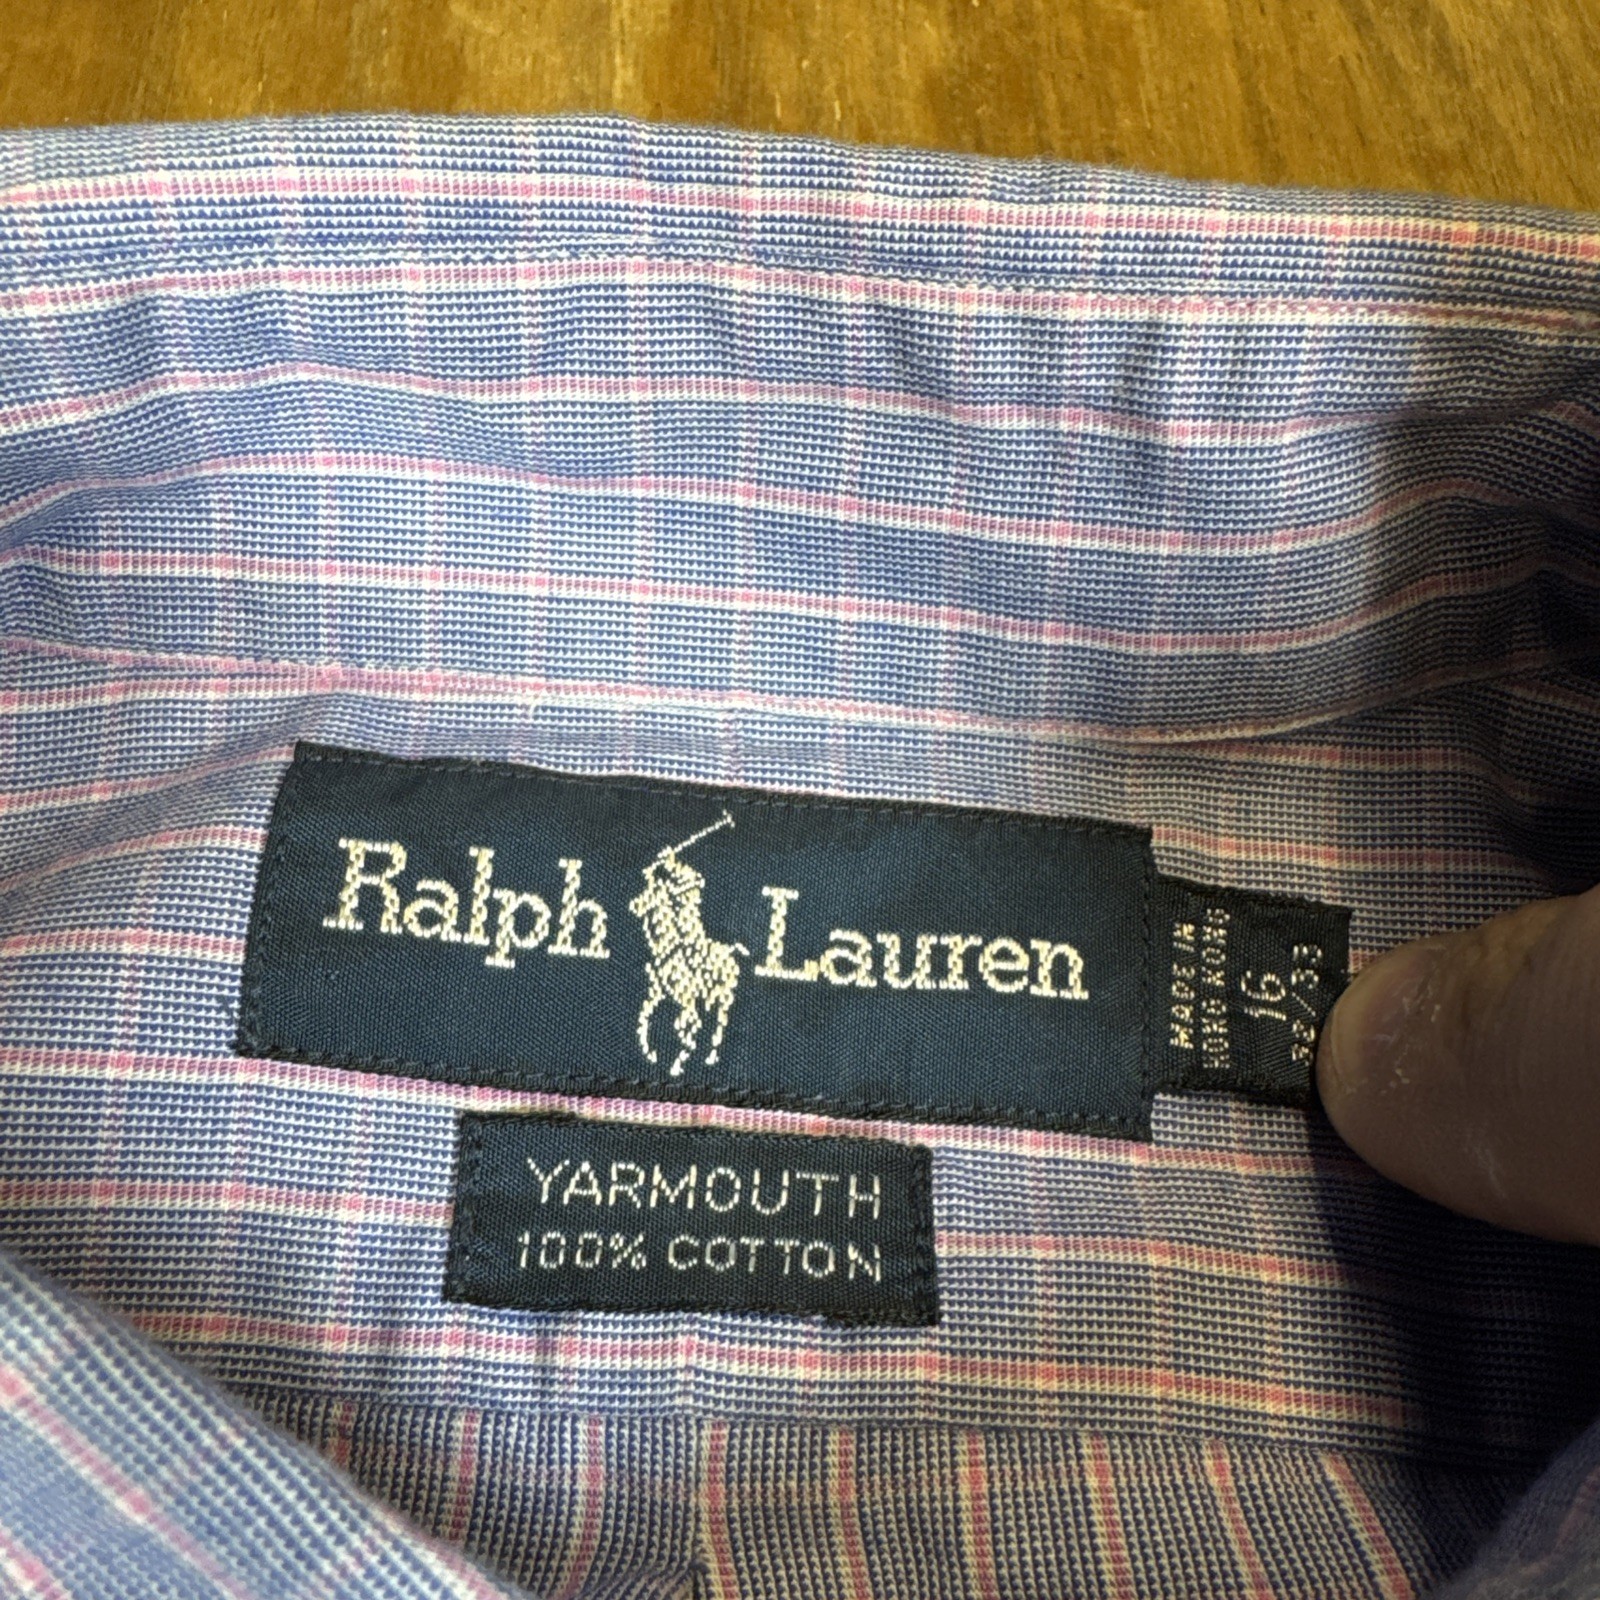 Ralph Lauren
MADE IN
HONG KONG
16
32/33
YARMOUTH
100% COTTON